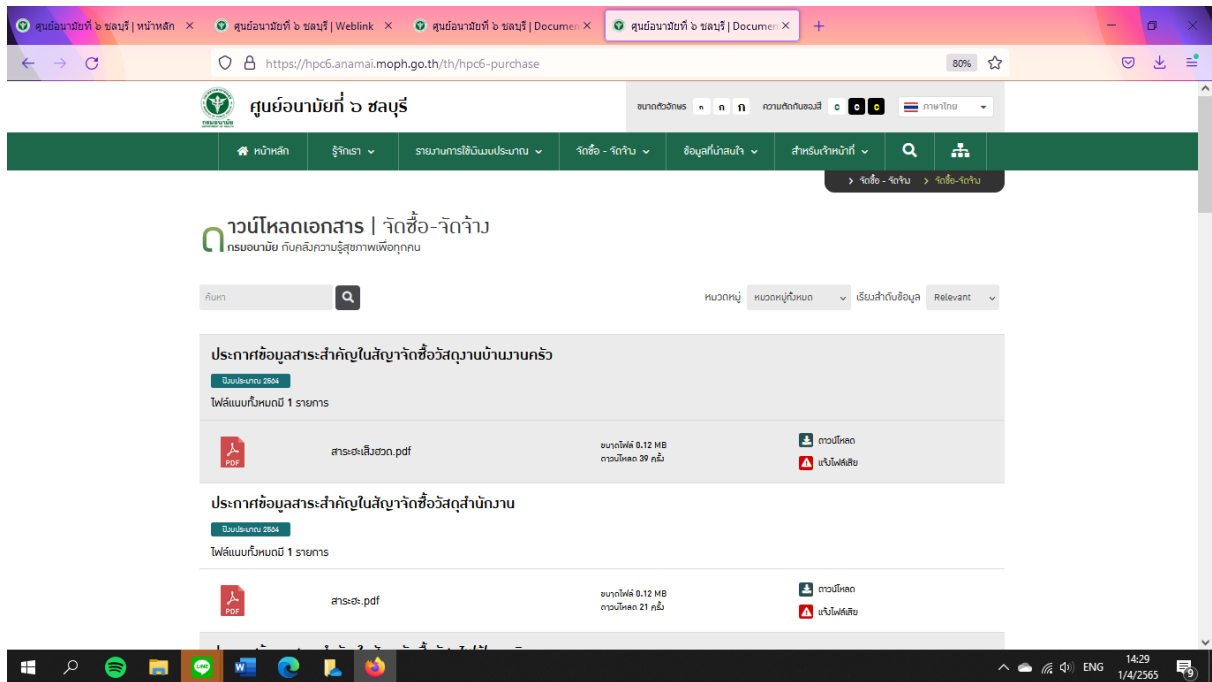 ศูนย์อนามัยที่ ๖ ชลบุรี | หน้าหลัก
ศูนย์อนามัยที่ ๖ ชลบุรี | Weblink
ศูนย์อนามัยที่ ๖ ชลบุรี | Documen
ศูนย์อนามัยที่ ๖ ชลบุรี | Documen
https://hpc6.anamai.moph.go.th/th/hpc6-purchase
80%
ศูนย์อนามัยที่ ๖ ชลบุรี
กรมอนามัย
ขนาดตัวอักษร ก ก ก ความตัดกันของสี C C C ภาษาไทย
หน้าหลัก รู้จักเรา รายงานการใช้เงินงบประมาณ จัดซื้อ - จัดจ้าง ข้อมูลที่น่าสนใจ สำหรับเจ้าหน้าที่
> จัดซื้อ - จัดจ้าง > จัดซื้อ-จัดจ้าง
ดาวน์โหลดเอกสาร | จัดซื้อ-จัดจ้าง
กรมอนามัย กับคลังความรู้สุขภาพเพื่อทุกคน
ค้นหา
หมวดหมู่ หมวดหมู่ทั้งหมด เรียงลำดับข้อมูล Relevant
ประกาศข้อมูลสาระสำคัญในสัญาจัดซื้อวัสดุงานบ้านงานครัว
ปีงบประมาณ 2564
ไฟล์แนบทั้งหมดมี 1 รายการ
PDF
สาระฮะเส็งฮวด.pdf
ขนาดไฟล์ 0.12 MB
ดาวน์โหลด 39 ครั้ง
ดาวน์โหลด
แจ้งไฟล์เสีย
ประกาศข้อมูลสาระสำคัญในสัญาจัดซื้อวัสดุสำนักงาน
ปีงบประมาณ 2564
ไฟล์แนบทั้งหมดมี 1 รายการ
PDF
สาระฮะ.pdf
ขนาดไฟล์ 0.12 MB
ดาวน์โหลด 21 ครั้ง
ดาวน์โหลด
แจ้งไฟล์เสีย
LINE
ENG
14:29
1/4/2565
9